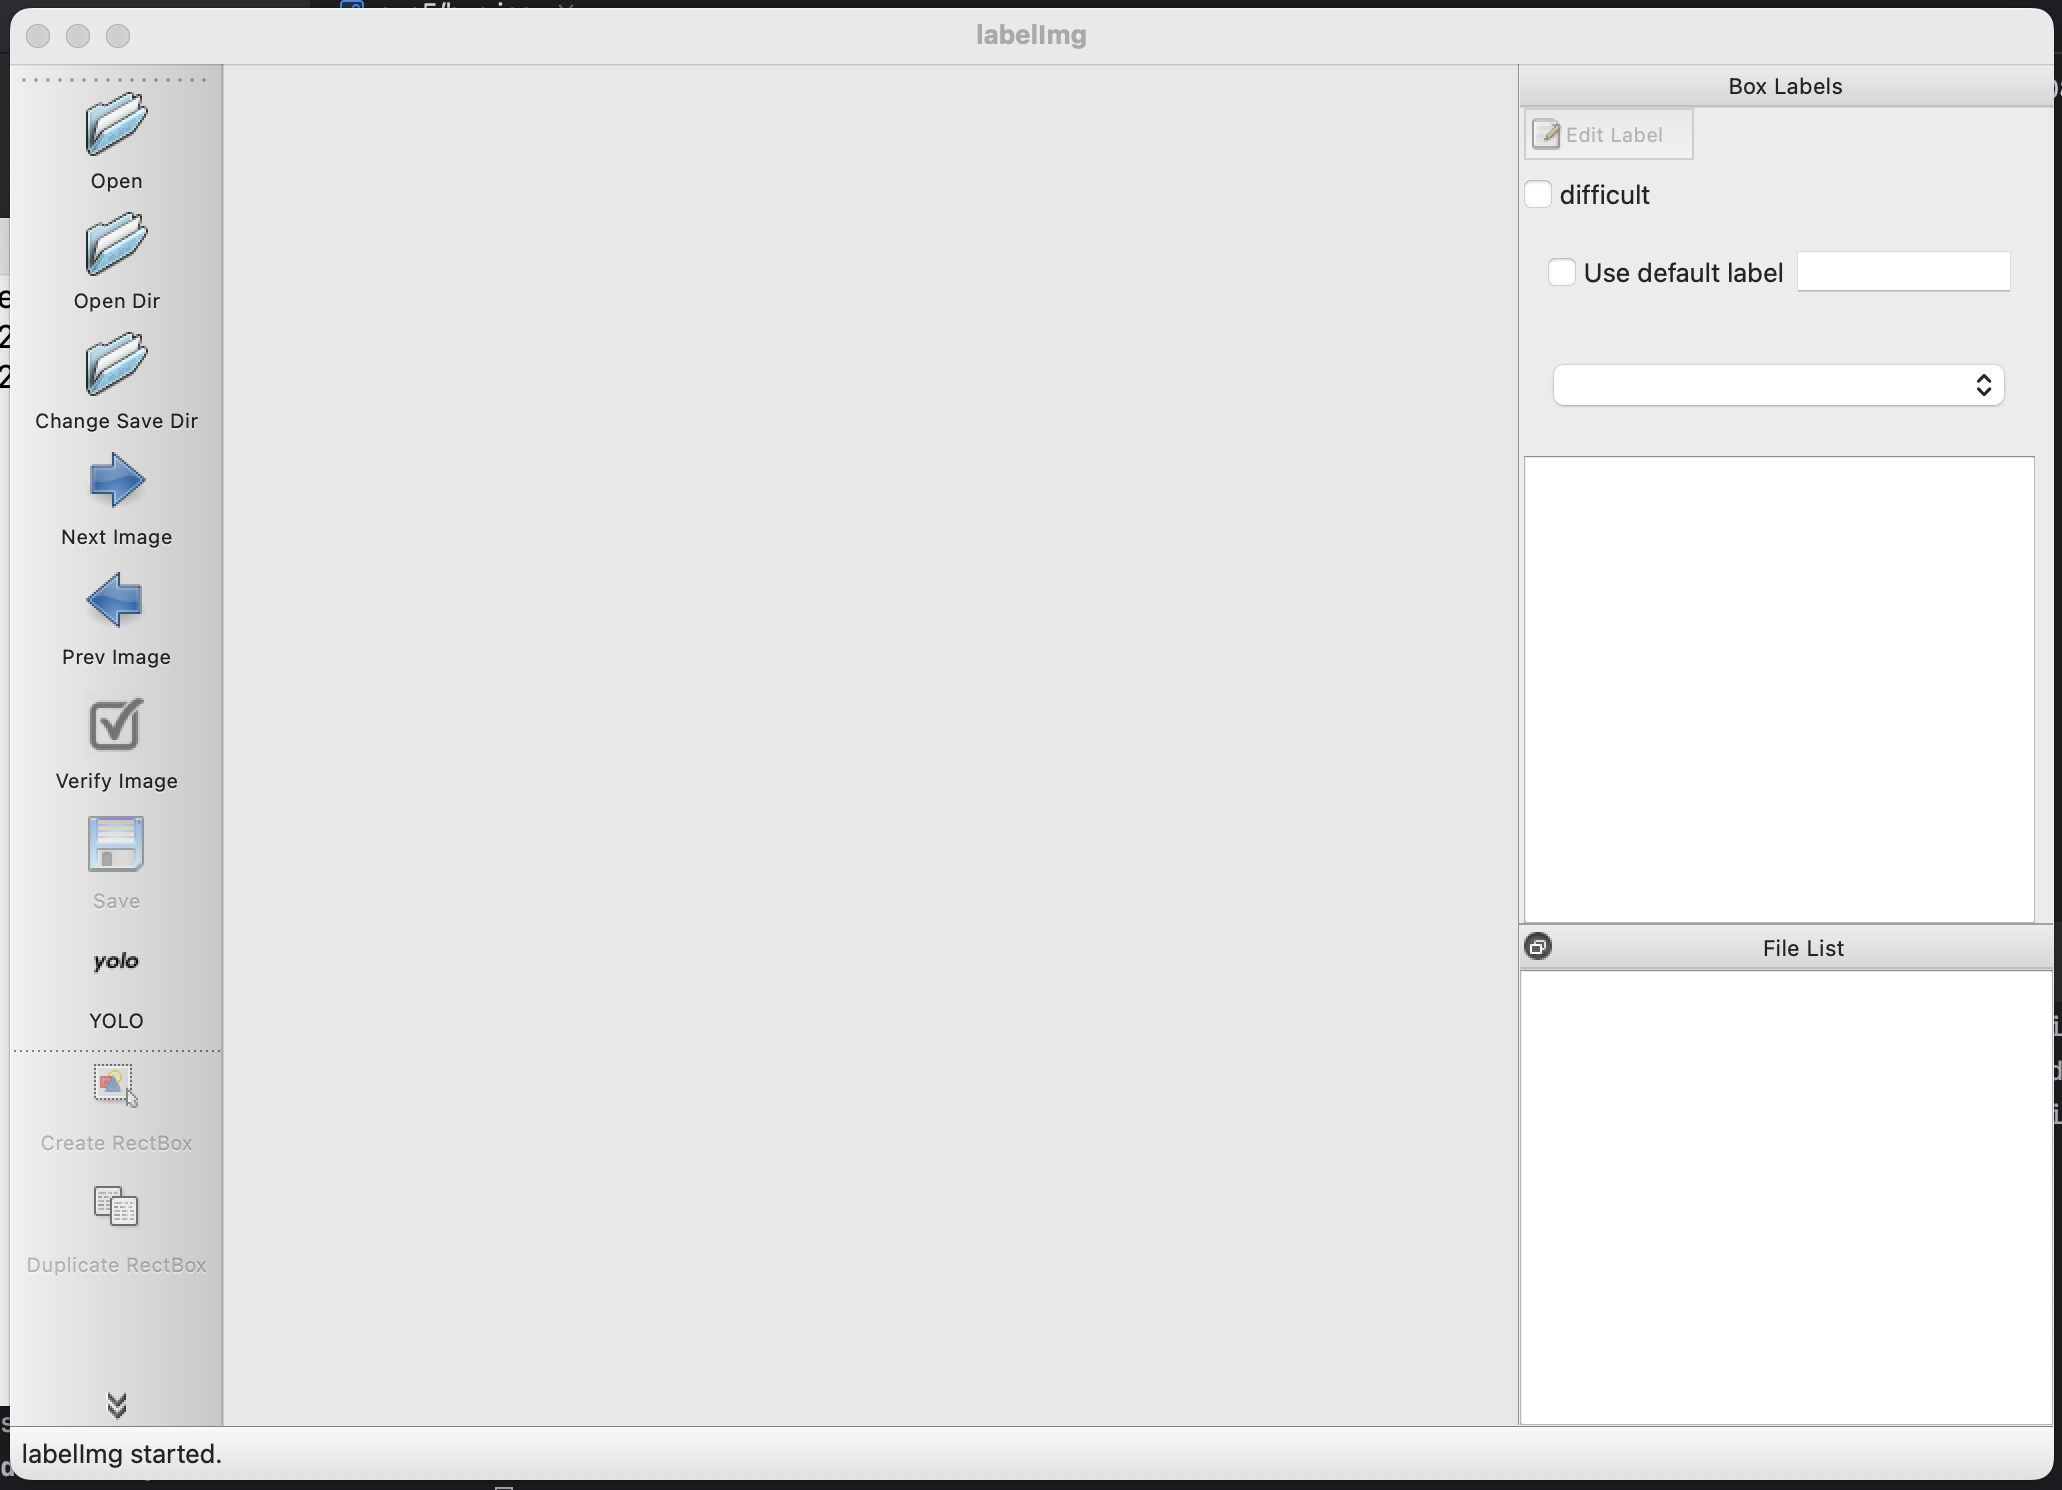 labelImg
Open
Open Dir
Change Save Dir
Next Image
Prev Image
Verify Image
Save
yolo
YOLO
Create RectBox
Duplicate RectBox
Box Labels
Edit Label
difficult
Use default label
File List
labelImg started.